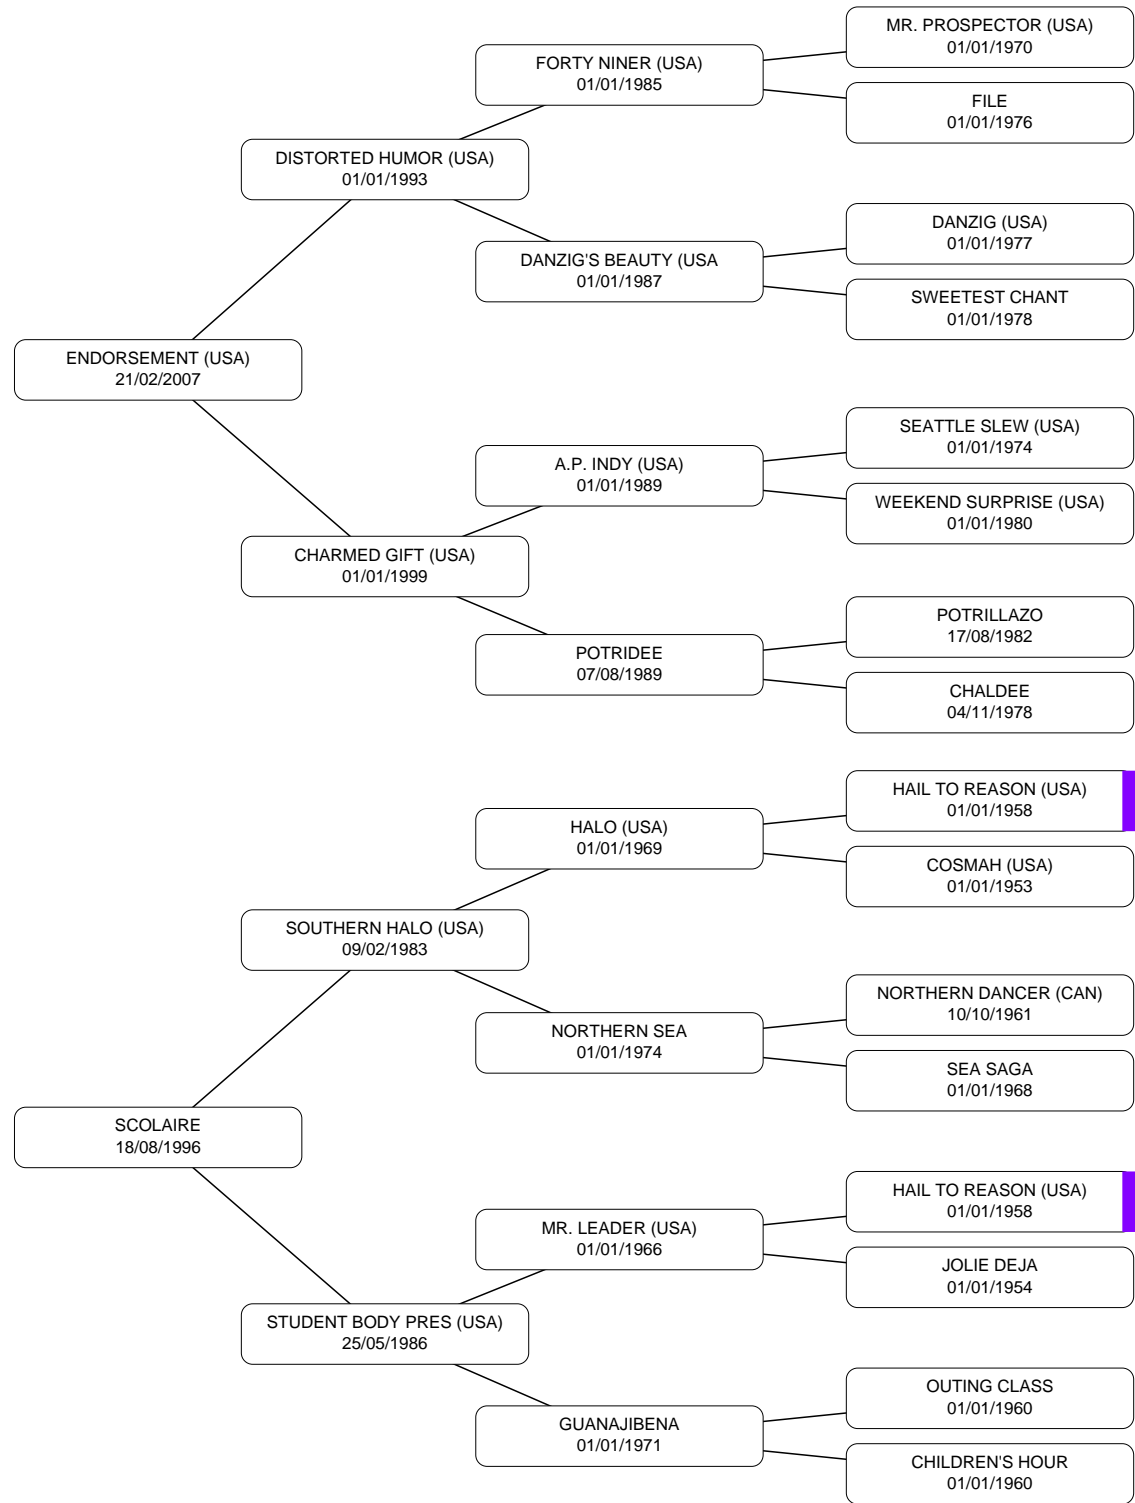 MR. PROSPECTOR (USA)
01/01/1970
FORTY NINER (USA)
01/01/1985
FILE
01/01/1976
DISTORTED HUMOR (USA)
01/01/1993
DANZIG (USA)
01/01/1977
DANZIG'S BEAUTY (USA
01/01/1987
SWEETEST CHANT
01/01/1978
ENDORSEMENT (USA)
21/02/2007
SEATTLE SLEW (USA)
01/01/1974
A.P. INDY (USA)
01/01/1989
WEEKEND SURPRISE (USA)
01/01/1980
CHARMED GIFT (USA)
01/01/1999
POTRILLAZO
17/08/1982
POTRIDEE
07/08/1989
CHALDEE
04/11/1978
HAIL TO REASON (USA)
01/01/1958
HALO (USA)
01/01/1969
COSMAH (USA)
01/01/1953
SOUTHERN HALO (USA)
09/02/1983
NORTHERN DANCER (CAN)
10/10/1961
NORTHERN SEA
01/01/1974
SEA SAGA
01/01/1968
SCOLAIRE
18/08/1996
HAIL TO REASON (USA)
01/01/1958
MR. LEADER (USA)
01/01/1966
JOLIE DEJA
01/01/1954
STUDENT BODY PRES (USA)
25/05/1986
OUTING CLASS
01/01/1960
GUANAJIBENA
01/01/1971
CHILDREN'S HOUR
01/01/1960